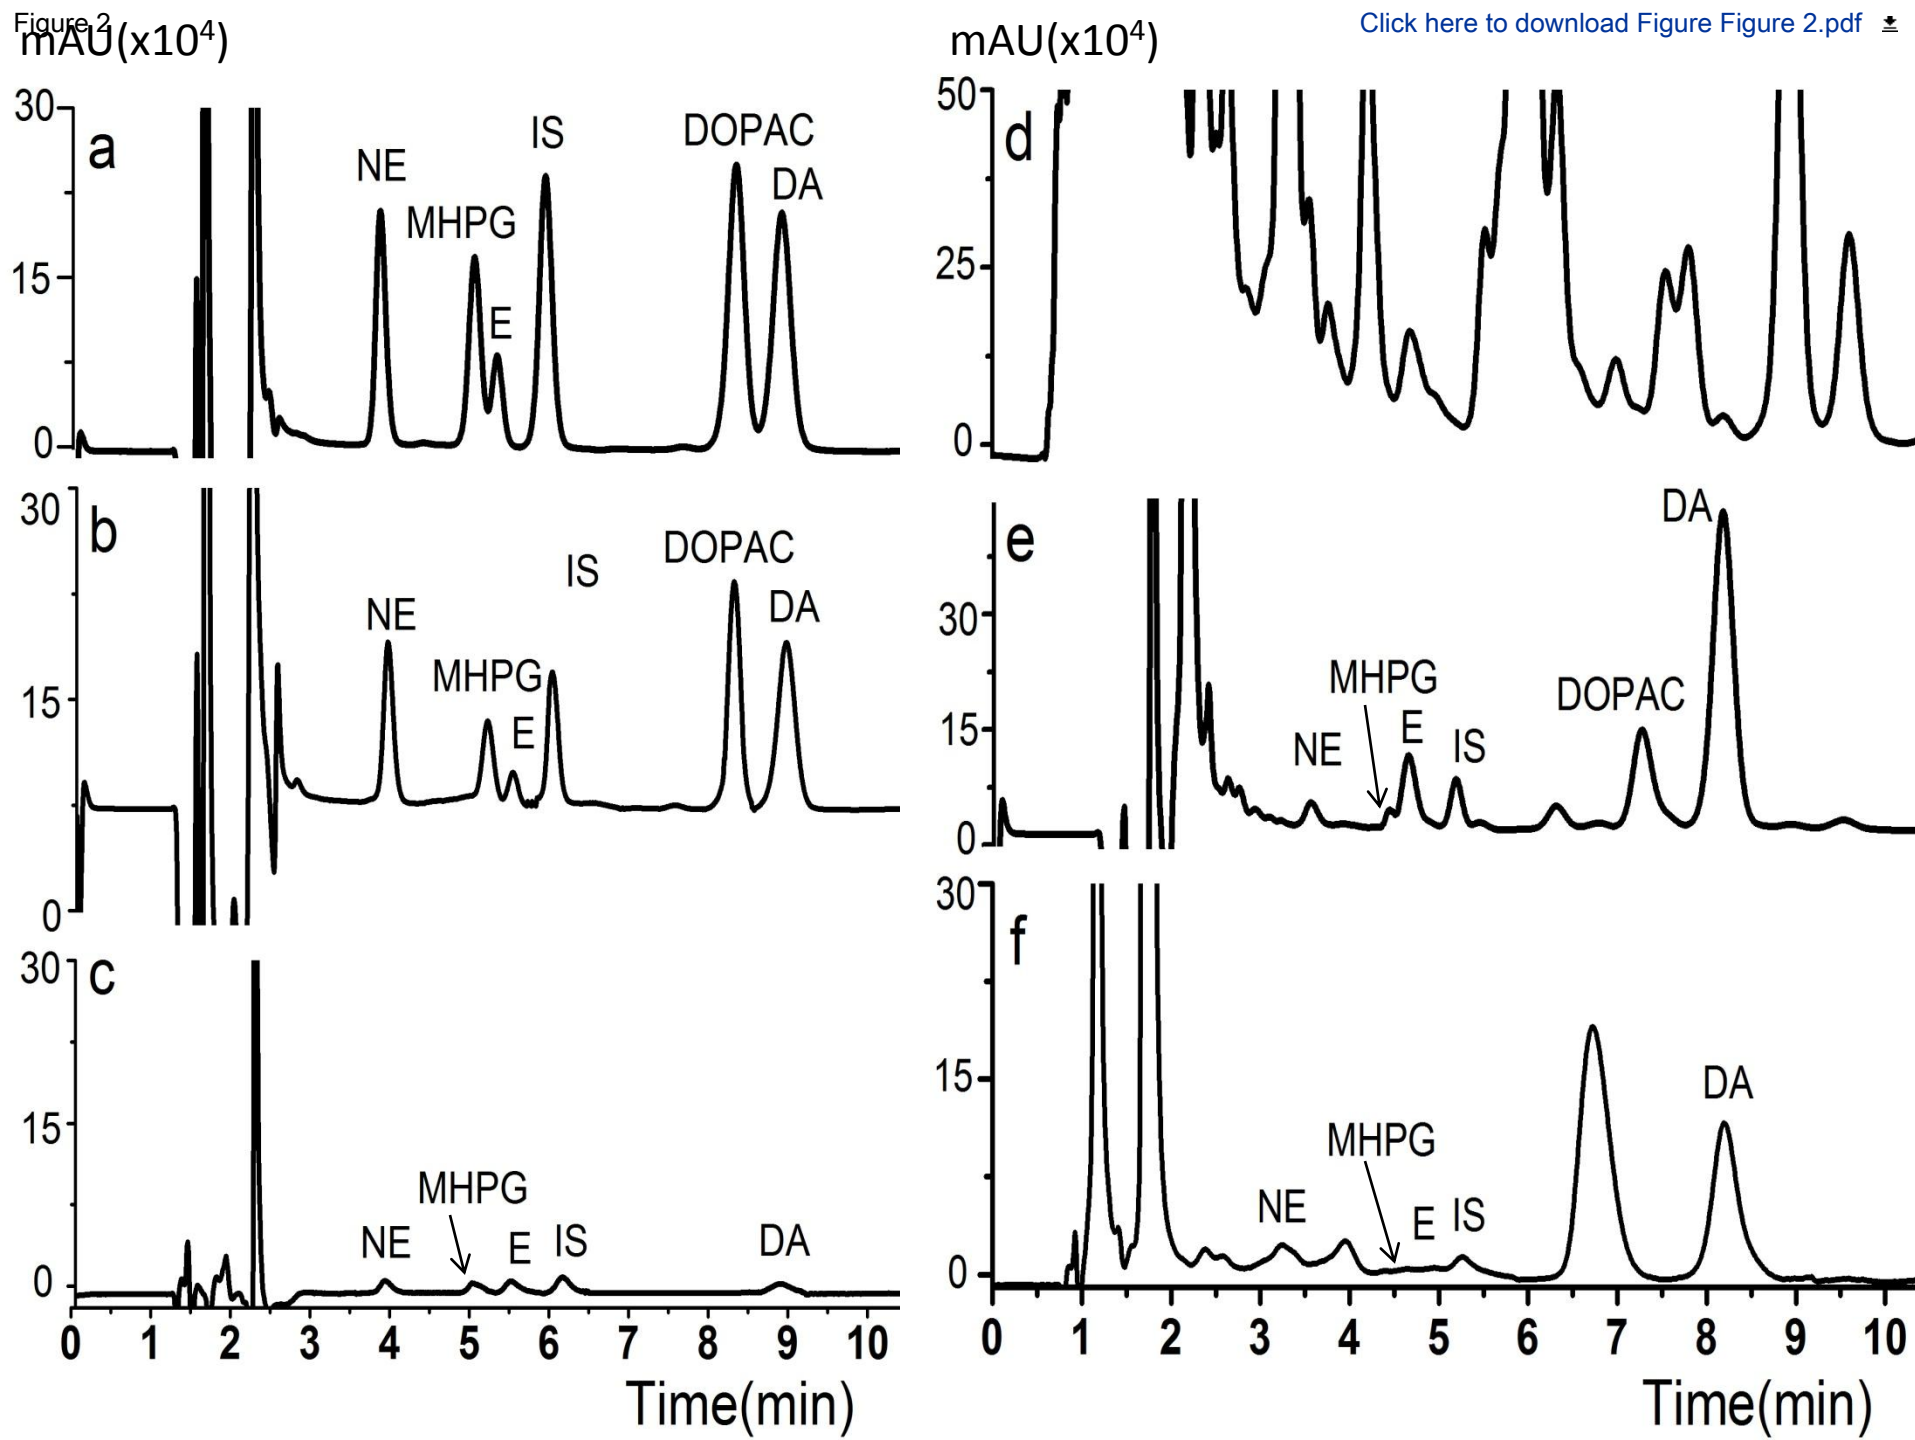 Figure 2
Click here to download Figure Figure 2.pdf
mAU(x10⁴)
30
15
0
a
NE
MHPG
E
IS
DOPAC
DA
30
15
0
b
NE
MHPG
E
IS
DOPAC
DA
30
15
0
c
NE
MHPG
E
IS
DA
0 1 2 3 4 5 6 7 8 9 10
Time(min)
mAU(x10⁴)
50
25
0
d
30
15
0
e
NE
MHPG
E
IS
DOPAC
DA
30
15
0
f
NE
MHPG
E
IS
DA
0 1 2 3 4 5 6 7 8 9 10
Time(min)